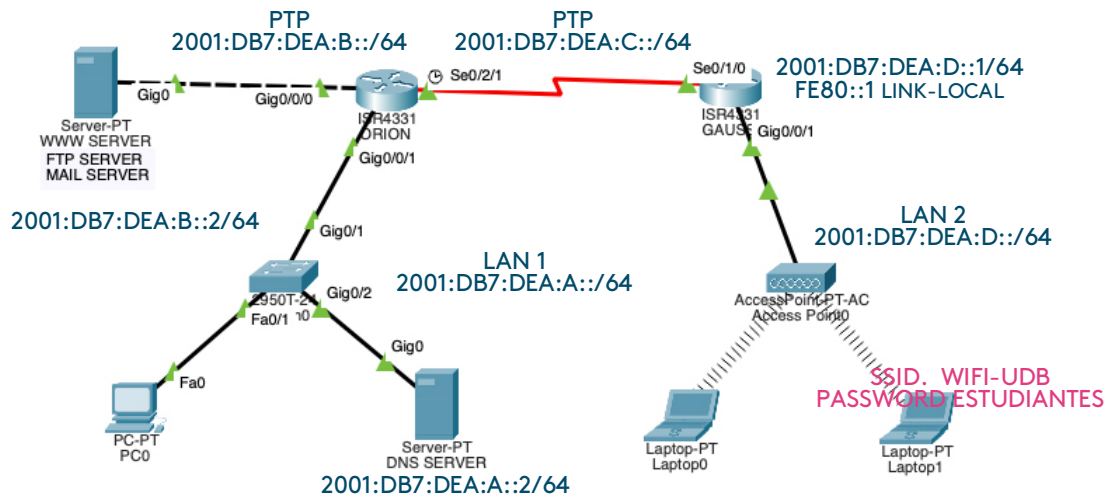 PTP
2001:DB7:DEA:B::/64
PTP
2001:DB7:DEA:C::/64
Gig0
Gig0/0/0
Se0/2/1
Se0/1/0
2001:DB7:DEA:D::1/64
FE80::1 LINK-LOCAL
Server-PT
WWW SERVER
FTP SERVER
MAIL SERVER
ISR4331
ORION
Gig0/0/1
ISR4331
Gig0/0/1
2001:DB7:DEA:B::2/64
Gig0/1
LAN 1
2001:DB7:DEA:A::/64
LAN 2
2001:DB7:DEA:D::/64
Gig0/2
Fa0/1
Gig0
AccessPoint-PT-AC
Access Point0
Fa0
SSID. WIFI-UDB
PASSWORD ESTUDIANTES
PC-PT
PC0
Server-PT
DNS SERVER
2001:DB7:DEA:A::2/64
Laptop-PT
Laptop0
Laptop-PT
Laptop1